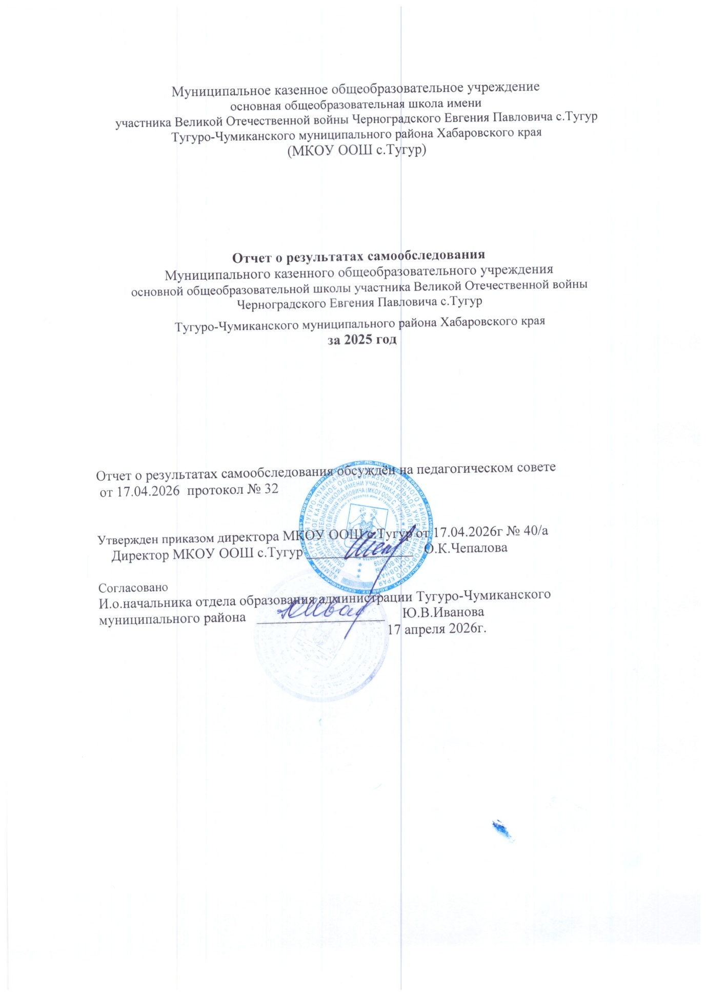 Муниципальное казенное общеобразовательное учреждение
основная общеобразовательная школа имени
участника Великой Отечественной войны Черноградского Евгения Павловича с.Тугур
Тугуро-Чумиканского муниципального района Хабаровского края
(МКОУ ООШ с.Тугур)
Отчет о результатах самообследования
Муниципального казенного общеобразовательного учреждения
основной общеобразовательной школы участника Великой Отечественной войны
Черноградского Евгения Павловича с.Тугур
Тугуро-Чумиканского муниципального района Хабаровского края
за 2025 год
Отчет о результатах самообследования обсуждён на педагогическом совете
от 17.04.2026 протокол № 32
Утвержден приказом директора МКОУ ООШ с.Тугур от 17.04.2026г № 40/а
Директор МКОУ ООШ с.Тугур О.К.Чепалова
Согласовано
И.о.начальника отдела образования администрации Тугуро-Чумиканского
муниципального района Ю.В.Иванова
17 апреля 2026г.